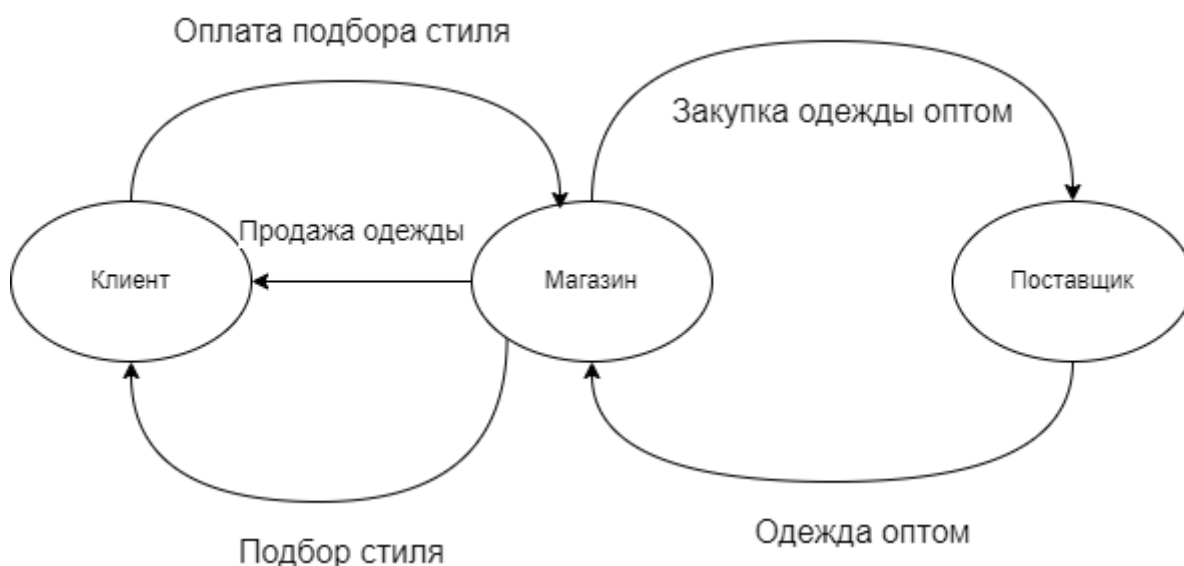 Оплата подбора стиля
Закупка одежды оптом
Продажа одежды
Клиент
Магазин
Поставщик
Одежда оптом
Подбор стиля